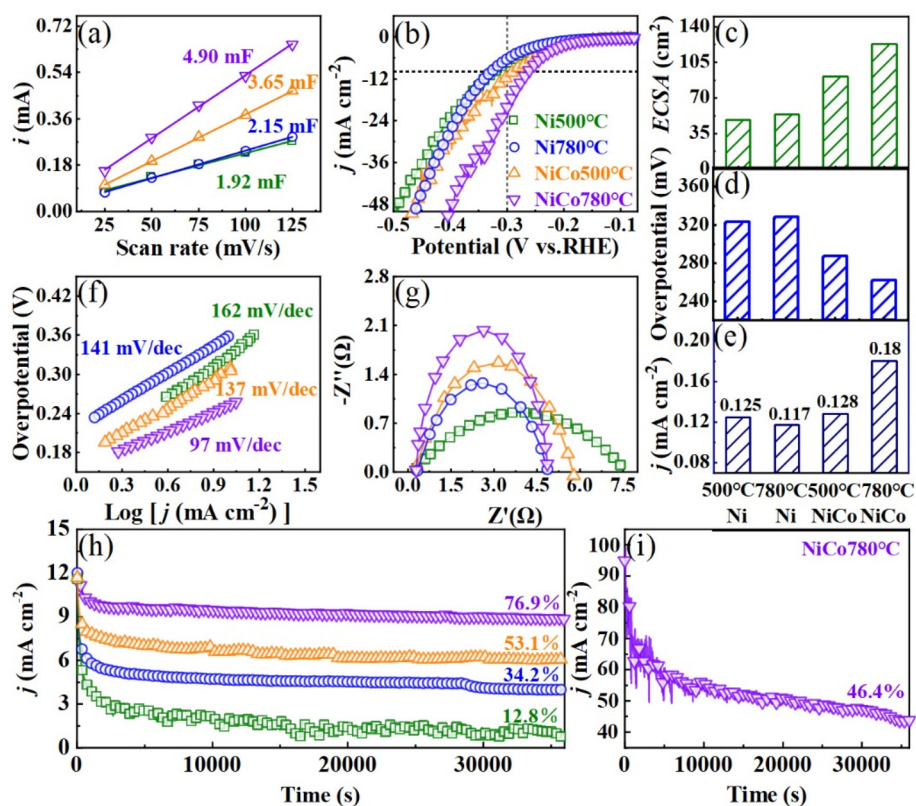 (a)
i (mA)
0.72
0.54
0.36
0.18
0.00
4.90 mF
3.65 mF
2.15 mF
1.92 mF
25 50 75 100 125
Scan rate (mV/s)
(b)
j (mA cm⁻²)
0
-12
-24
-36
-48
Ni500°C
Ni780°C
NiCo500°C
NiCo780°C
-0.5 -0.4 -0.3 -0.2 -0.1
Potential (V vs.RHE)
(c)
ECSA (cm²)
135
90
45
0
(d)
Overpotential (mV)
360
320
280
240
(e)
j (mA cm⁻²)
0.20
0.16
0.12
0.08
0.125
0.117
0.128
0.18
500°C 780°C 500°C 780°C
Ni Ni NiCo NiCo
(f)
Overpotential (V)
0.42
0.36
0.30
0.24
0.18
162 mV/dec
141 mV/dec
137 mV/dec
97 mV/dec
0.0 0.3 0.6 0.9 1.2 1.5
Log [ j (mA cm⁻²) ]
(g)
-Z''(Ω)
-2.8
2.1
1.4
0.7
0.0
0.0 1.5 3.0 4.5 6.0 7.5
Z'(Ω)
(h)
j (mA cm⁻²)
15
12
9
6
3
0
76.9%
53.1%
34.2%
12.8%
0 10000 20000 30000
Time (s)
(i)
NiCo780°C
j (mA cm⁻²)
100
90
80
70
60
50
40
46.4%
0 10000 20000 30000
Time (s)